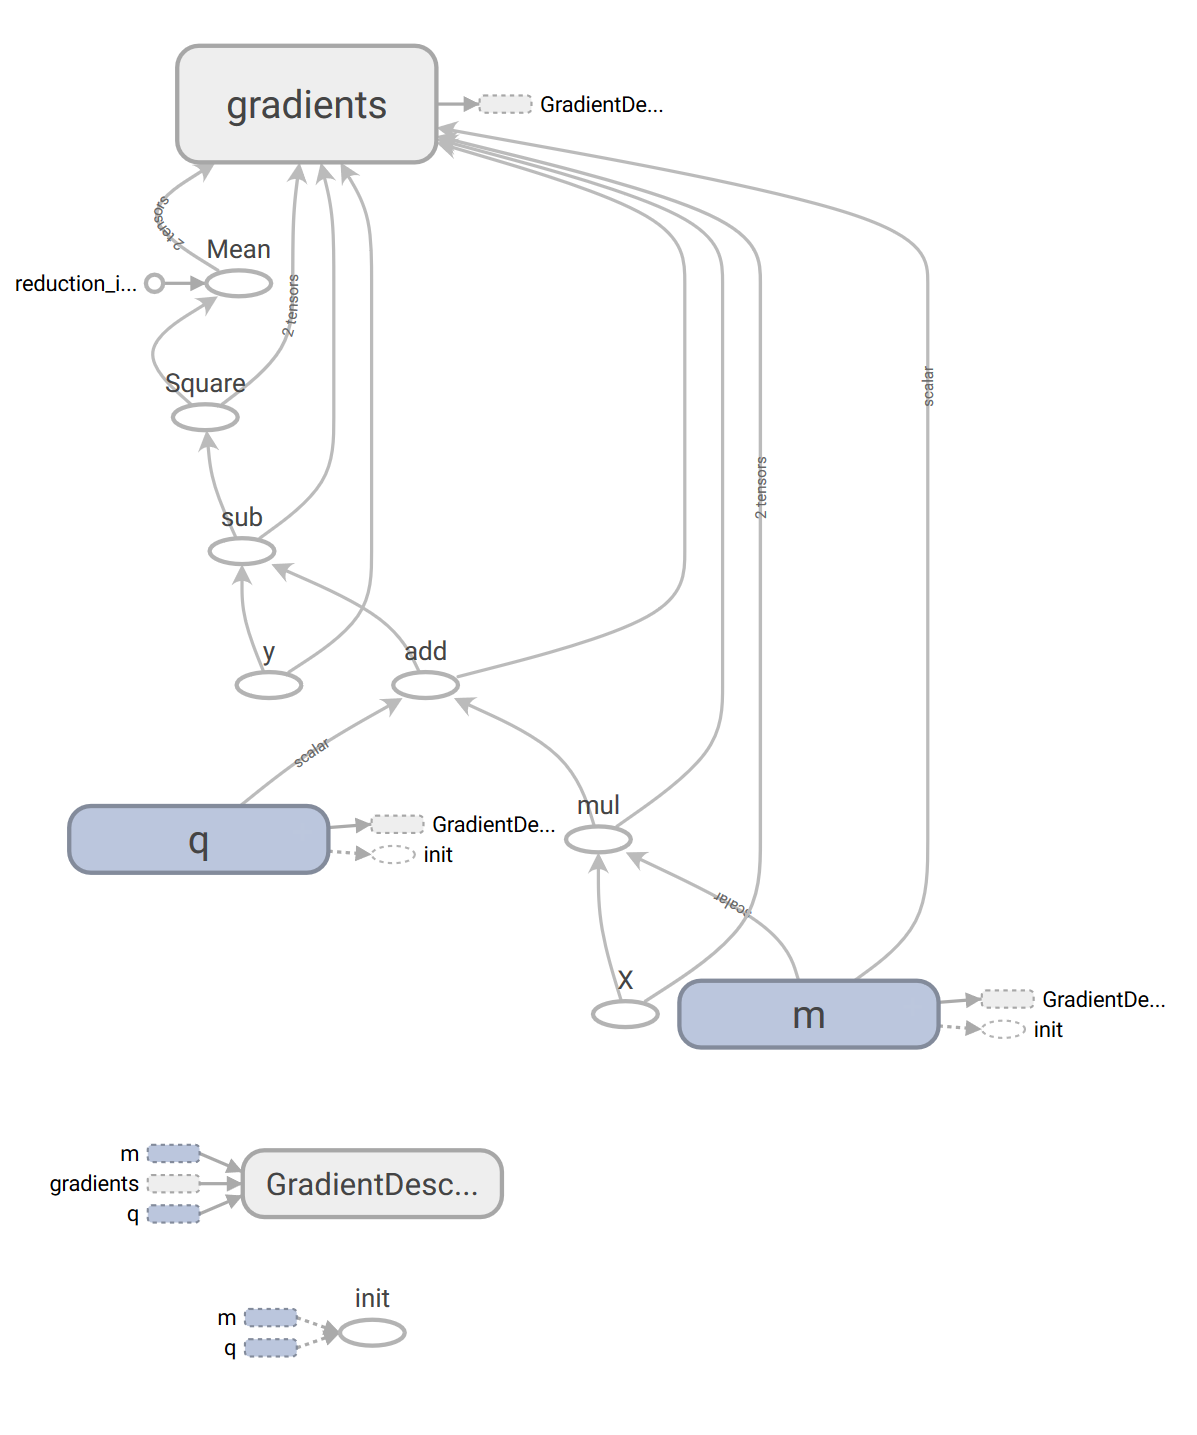 gradients
GradientDe...
2 tensors
Mean
reduction_i...
2 tensors
Square
scalar
2 tensors
sub
y
add
scalar
q
GradientDe...
init
mul
scalar
X
m
GradientDe...
init
m
gradients
q
GradientDesc...
init
m
q